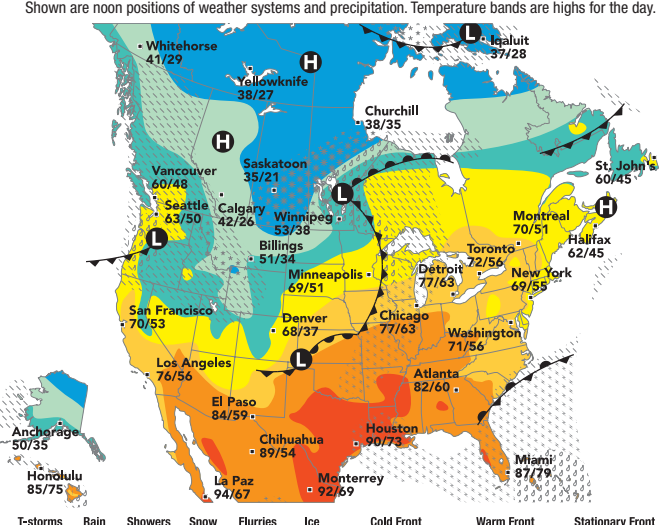 Shown are noon positions of weather systems and precipitation. Temperature bands are highs for the day.
L
Iqaluit
37/28
Whitehorse
41/29
H
Yellowknife
38/27
Churchill
38/35
H
Saskatoon
35/21
Vancouver
60/48
St. John's
60/45
Calgary
42/26
L
Seattle
63/50
Winnipeg
53/38
H
Montreal
70/51
Halifax
62/45
L
Billings
51/34
Toronto
72/56
Minneapolis
69/51
Detroit
77/63
New York
69/55
San Francisco
70/53
Denver
68/37
Chicago
77/63
Washington
71/56
L
Los Angeles
76/56
Atlanta
82/60
El Paso
84/59
Anchorage
50/35
Houston
90/73
Chihuahua
89/54
Miami
87/79
Honolulu
85/75
La Paz
94/67
Monterrey
92/69
T-storms Rain Showers Snow Flurries Ice Cold Front Warm Front Stationary Front